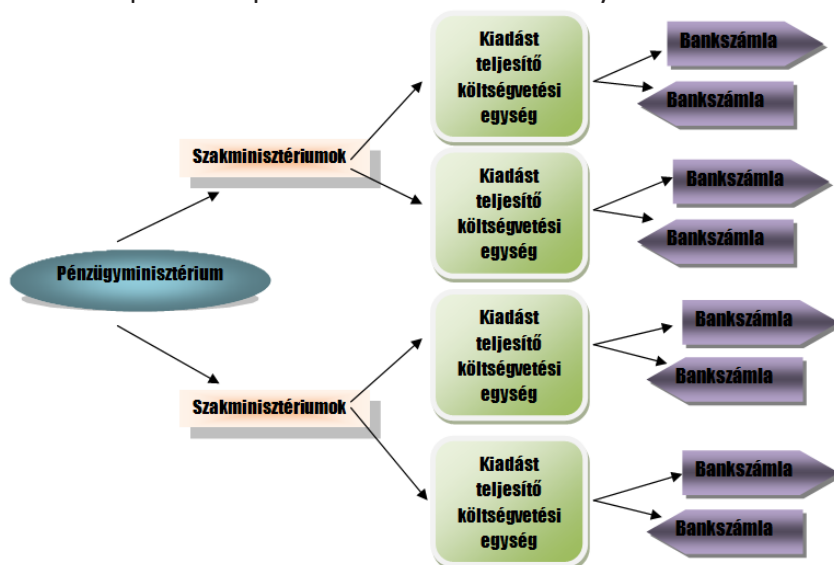 Kiadást
teljesítő
költségvetési
egység
Bankszámla
Bankszámla
Szakminisztériumok
Kiadást
teljesítő
költségvetési
egység
Bankszámla
Bankszámla
Pénzügyminisztérium
Kiadást
teljesítő
költségvetési
egység
Bankszámla
Bankszámla
Szakminisztériumok
Kiadást
teljesítő
költségvetési
egység
Bankszámla
Bankszámla